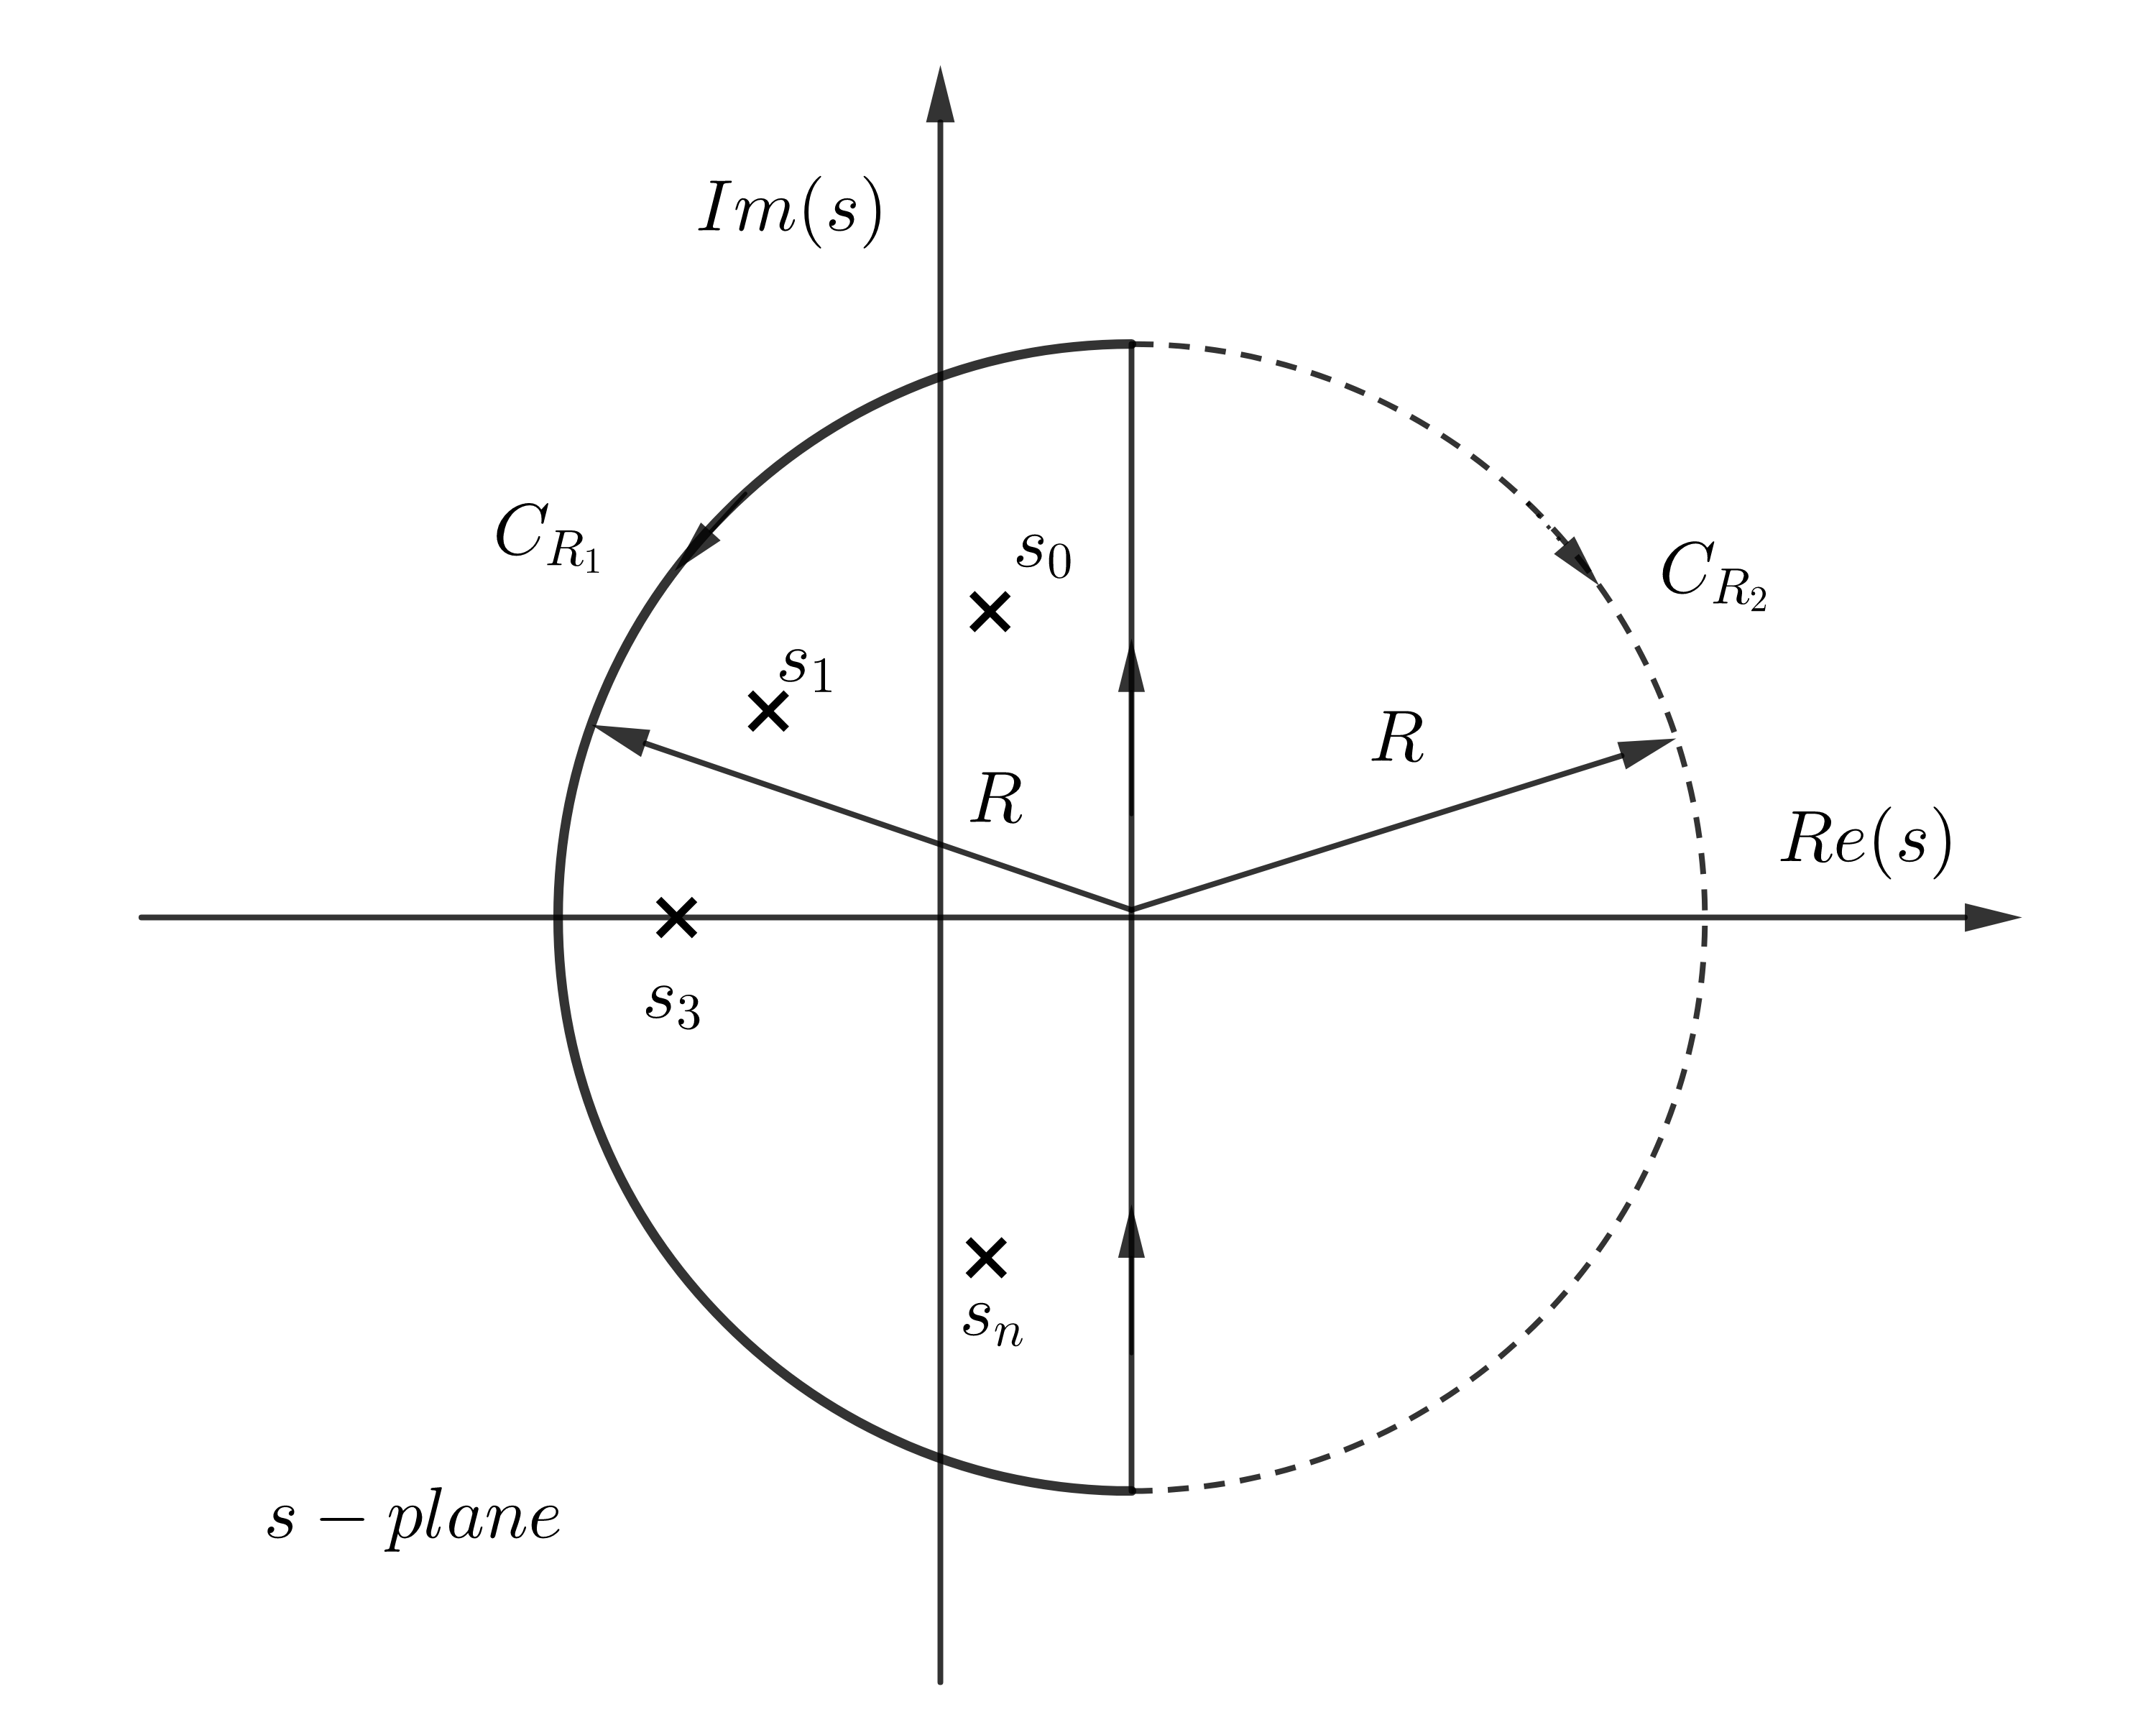 Im(s)
C_{R_1}
s_0
C_{R_2}
s_1
R
R
Re(s)
s_3
s_n
s − plane